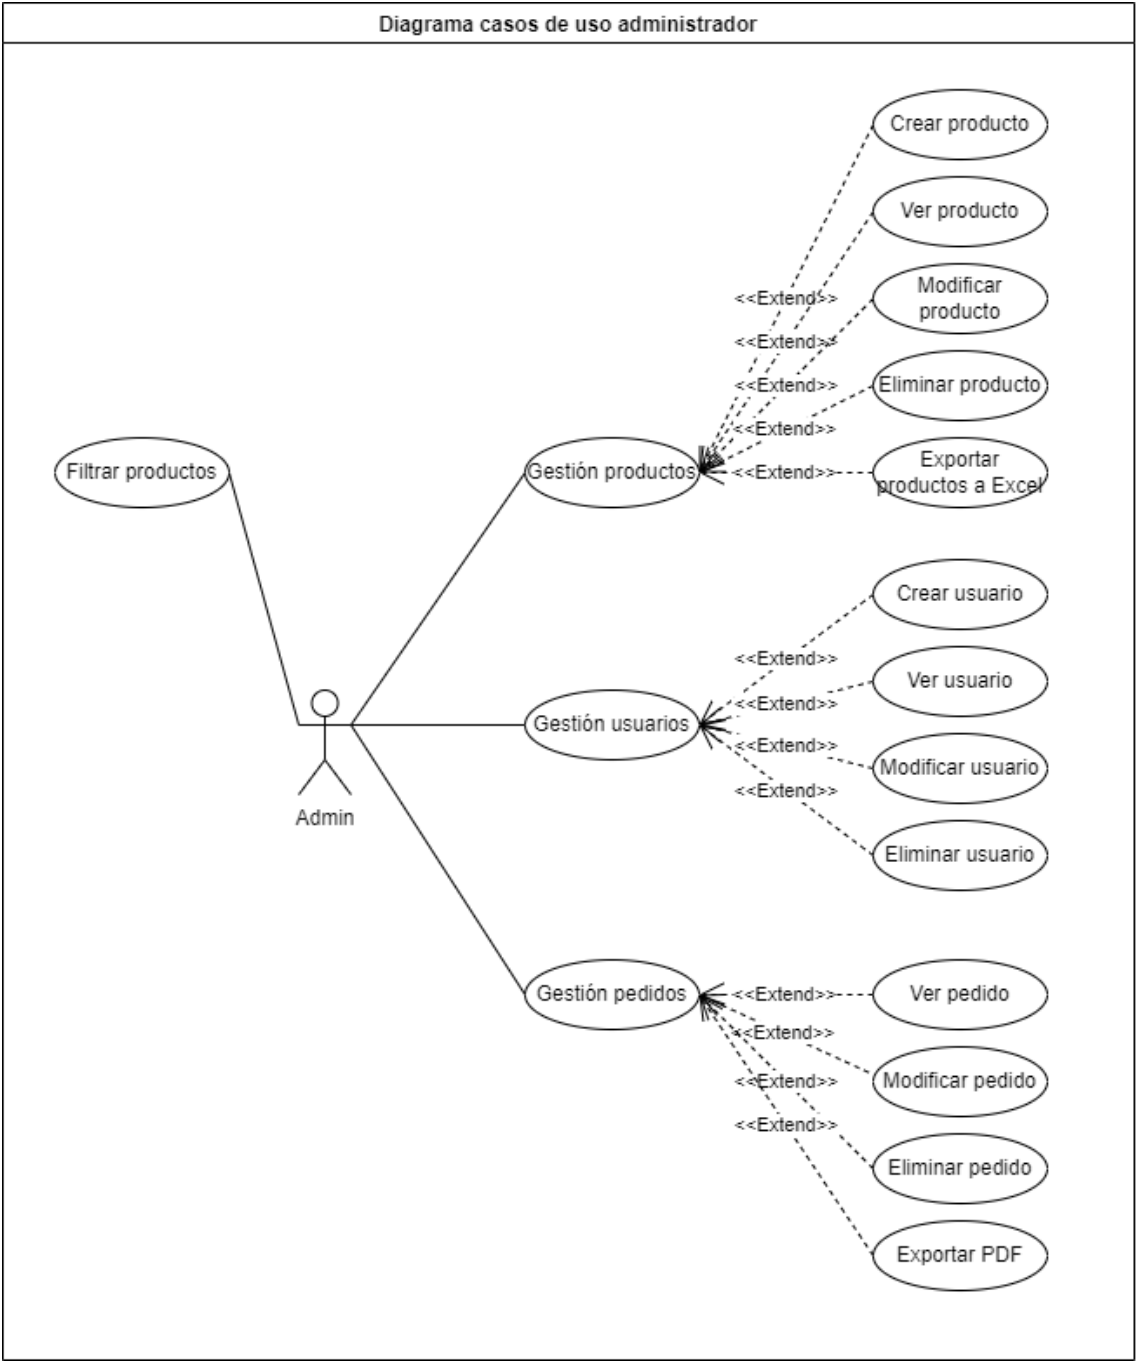 Diagrama casos de uso administrador
Crear producto
Ver producto
<<Extend>>
Modificar
producto
<<Extend>>
<<Extend>>
Eliminar producto
<<Extend>>
Filtrar productos
Gestión productos
<<Extend>>
Exportar
productos a Excel
Crear usuario
<<Extend>>
Ver usuario
<<Extend>>
Gestión usuarios
<<Extend>>
Modificar usuario
<<Extend>>
Admin
Eliminar usuario
Gestión pedidos
<<Extend>>
Ver pedido
<<Extend>>
Modificar pedido
<<Extend>>
<<Extend>>
Eliminar pedido
Exportar PDF